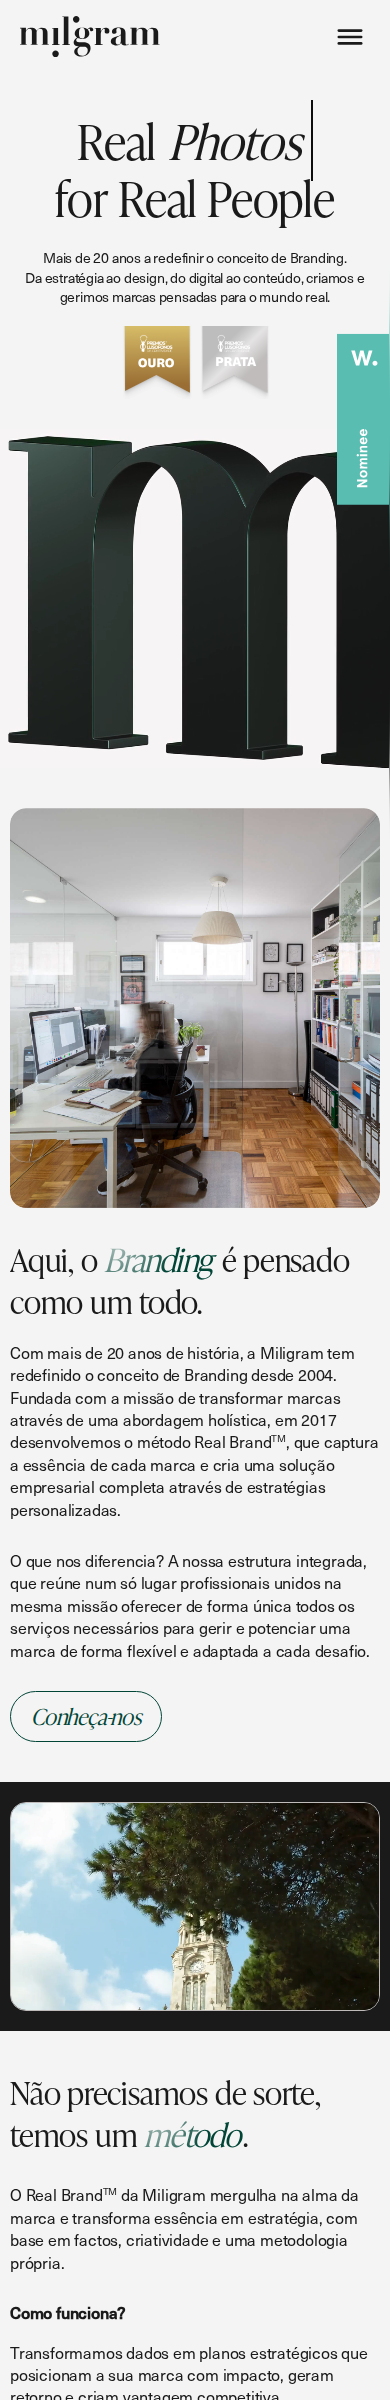 milgram
Real Photos
for Real People
Mais de 20 anos a redefinir o conceito de Branding.
Da estratégia ao design, do digital ao conteúdo, criamos e
gerimos marcas pensadas para o mundo real.
PRÉMIOS
LUSÓFONOS
OURO
PRÉMIOS
LUSÓFONOS
PRATA
W.
Nominee
m
Aqui, o Branding é pensado
como um todo.
Com mais de 20 anos de história, a Miligram tem
redefinido o conceito de Branding desde 2004.
Fundada com a missão de transformar marcas
através de uma abordagem holística, em 2017
desenvolvemos o método Real Brand™, que captura
a essência de cada marca e cria uma solução
empresarial completa através de estratégias
personalizadas.
O que nos diferencia? A nossa estrutura integrada,
que reúne num só lugar profissionais unidos na
mesma missão oferecer de forma única todos os
serviços necessários para gerir e potenciar uma
marca de forma flexível e adaptada a cada desafio.
Conheça-nos
Não precisamos de sorte,
temos um método.
O Real Brand™ da Miligram mergulha na alma da
marca e transforma essência em estratégia, com
base em factos, criatividade e uma metodologia
própria.
Como funciona?
Transformamos dados em planos estratégicos que
posicionam a sua marca com impacto, geram
retorno e criam vantagem competitiva